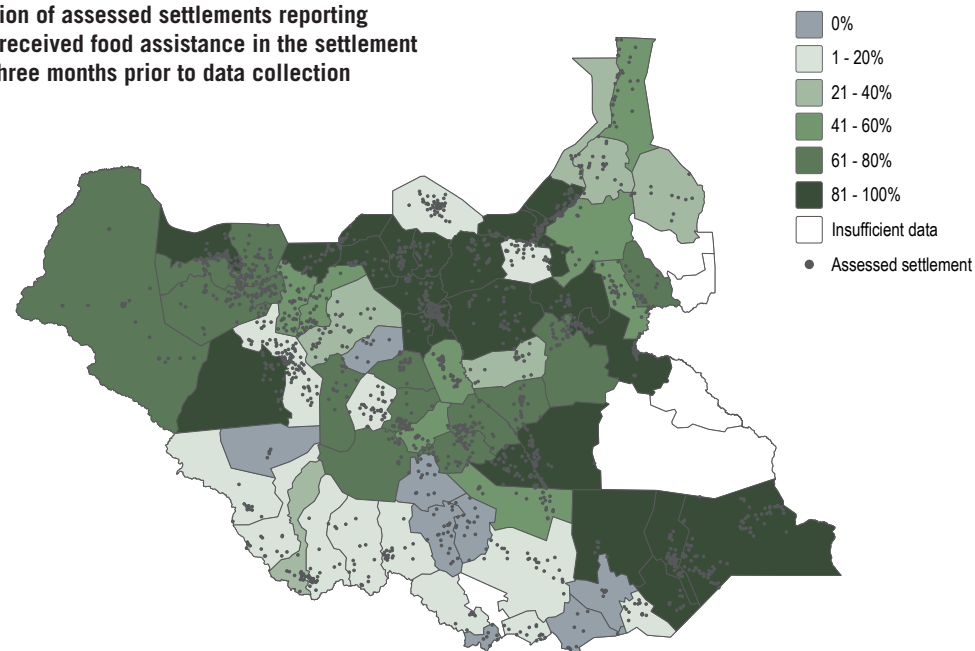 ion of assessed settlements reporting
received food assistance in the settlement
hree months prior to data collection
0%
1 - 20%
21 - 40%
41 - 60%
61 - 80%
81 - 100%
Insufficient data
Assessed settlement